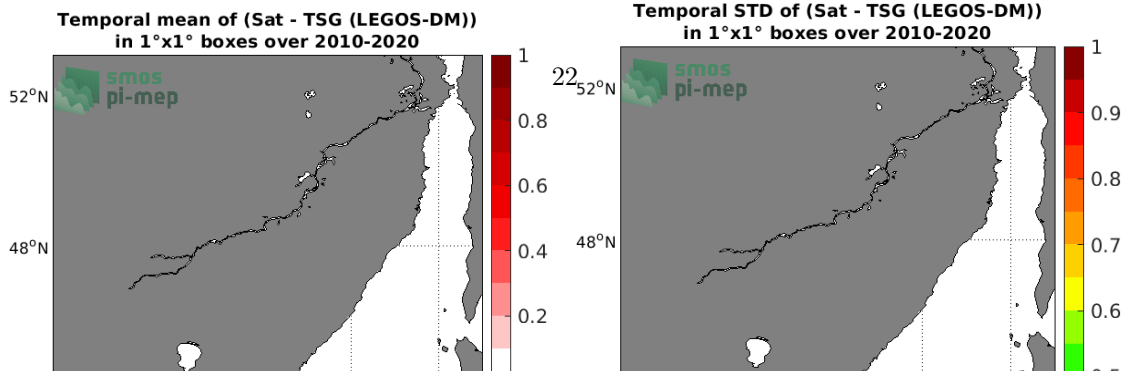 Temporal mean of (Sat - TSG (LEGOS-DM))
in 1°x1° boxes over 2010-2020
smos
pi-mep
52°N
48°N
1
0.8
0.6
0.4
0.2
22
Temporal STD of (Sat - TSG (LEGOS-DM))
in 1°x1° boxes over 2010-2020
smos
pi-mep
52°N
48°N
1
0.9
0.8
0.7
0.6